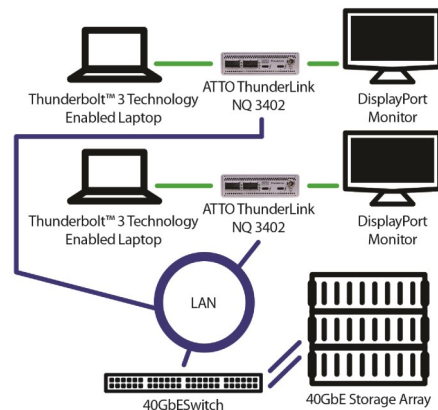 Thunderbolt™ 3 Technology
Enabled Laptop
ATTO ThunderLink
NQ 3402
DisplayPort
Monitor
Thunderbolt™ 3 Technology
Enabled Laptop
ATTO ThunderLink
NQ 3402
DisplayPort
Monitor
LAN
40GbESwitch
40GbE Storage Array